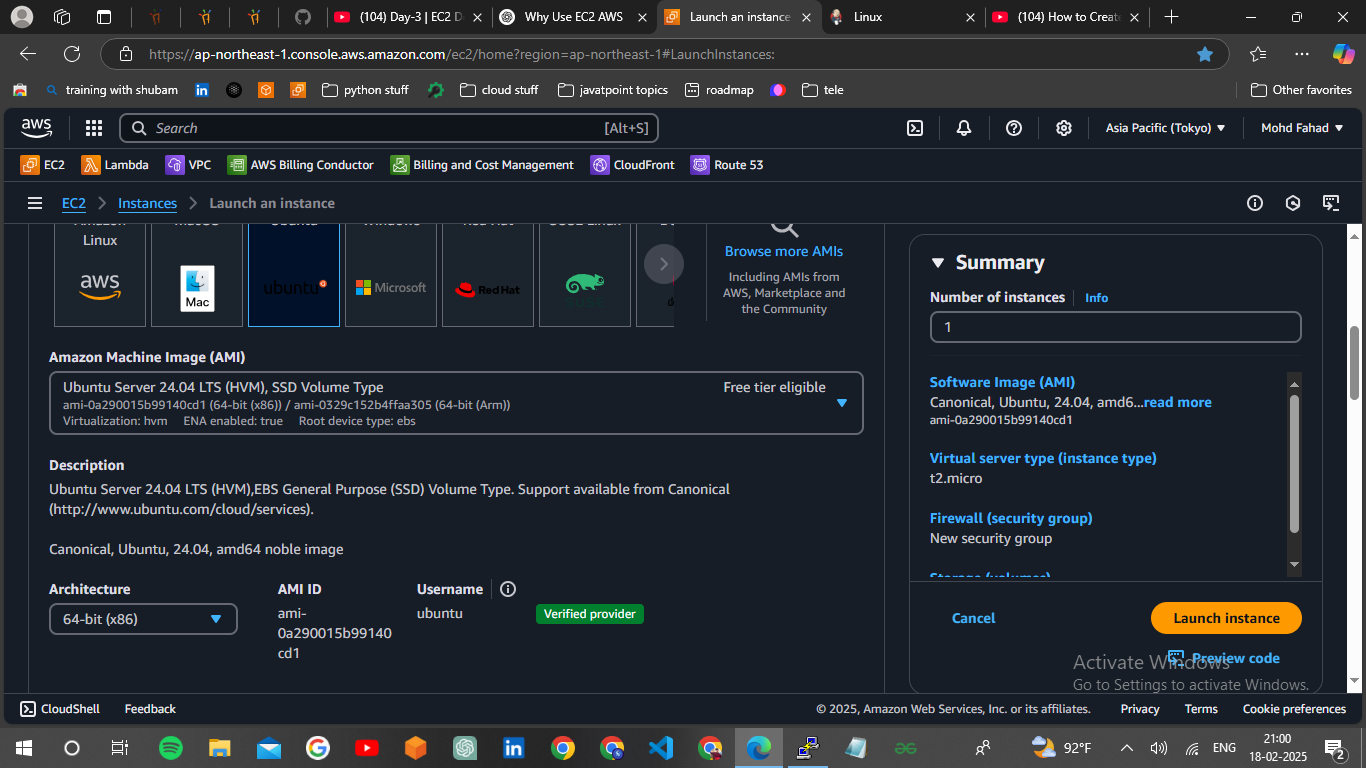 (104) Day-3 | EC2 D
Why Use EC2 AWS
Launch an instance
Linux
(104) How to Create
https://ap-northeast-1.console.aws.amazon.com/ec2/home?region=ap-northeast-1#LaunchInstances:
training with shubam
python stuff
cloud stuff
javatpoint topics
roadmap
tele
Other favorites
aws
Search
[Alt+S]
Asia Pacific (Tokyo)
Mohd Fahad
EC2
Lambda
VPC
AWS Billing Conductor
Billing and Cost Management
CloudFront
Route 53
EC2
Instances
Launch an instance
Amazon
Linux
aws
Mac
ubuntu
Microsoft
Red Hat
Browse more AMIs
Including AMIs from
AWS, Marketplace and
the Community
Amazon Machine Image (AMI)
Ubuntu Server 24.04 LTS (HVM), SSD Volume Type
Free tier eligible
ami-0a290015b99140cd1 (64-bit (x86)) / ami-0329c152b4ffaa305 (64-bit (Arm))
Virtualization: hvm ENA enabled: true Root device type: ebs
Description
Ubuntu Server 24.04 LTS (HVM),EBS General Purpose (SSD) Volume Type. Support available from Canonical
(http://www.ubuntu.com/cloud/services).
Canonical, Ubuntu, 24.04, amd64 noble image
Architecture
64-bit (x86)
AMI ID
ami-
0a290015b99140
cd1
Username
ubuntu
Verified provider
Summary
Number of instances
Info
1
Software Image (AMI)
Canonical, Ubuntu, 24.04, amd6...read more
ami-0a290015b99140cd1
Virtual server type (instance type)
t2.micro
Firewall (security group)
New security group
Storage (volumes)
Cancel
Launch instance
Preview code
Activate Windows
Go to Settings to activate Windows.
CloudShell
Feedback
© 2025, Amazon Web Services, Inc. or its affiliates.
Privacy
Terms
Cookie preferences
92°F
ENG
21:00
18-02-2025
2